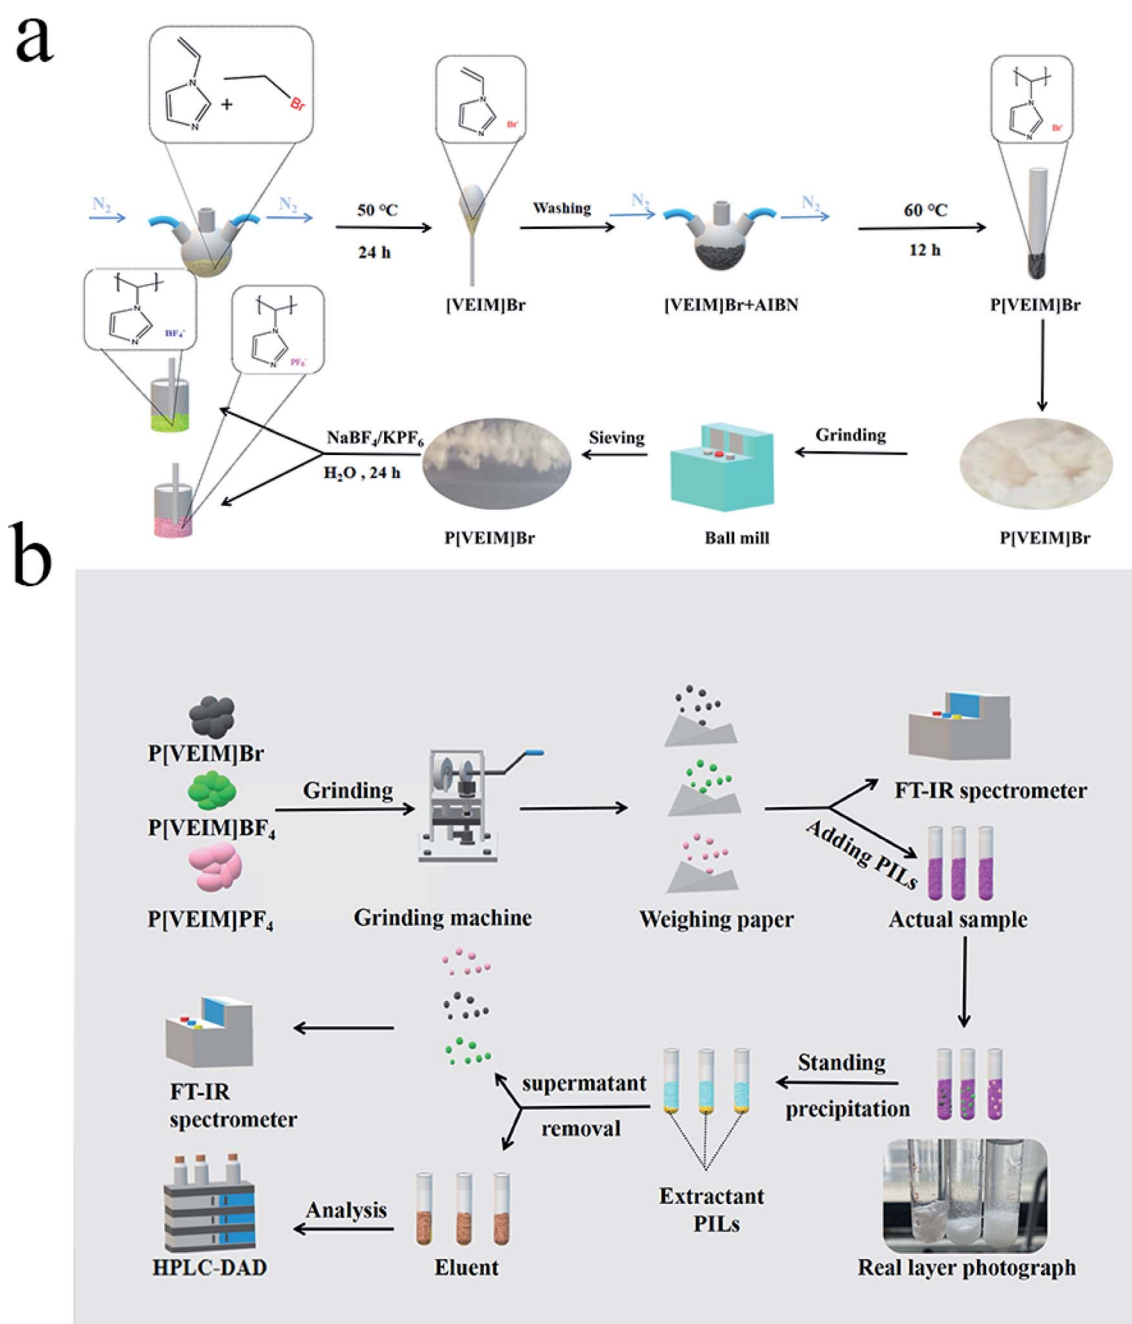 a
N
+
Br
N
N
Br-
N
N
Br-
N
N₂
N₂
50 °C
24 h
[VEIM]Br
Washing
N₂
N₂
[VEIM]Br+AIBN
60 °C
12 h
P[VEIM]Br
N
BF₄-
N
N
PF₆-
N
NaBF₄/KPF₆
H₂O , 24 h
P[VEIM]Br
Sieving
Ball mill
Grinding
P[VEIM]Br
b
P[VEIM]Br
P[VEIM]BF₄
P[VEIM]PF₄
Grinding
Grinding machine
Weighing paper
FT-IR spectrometer
Adding PILs
Actual sample
Standing
precipitation
Real layer photograph
Extractant
PILs
supermatant
removal
FT-IR
spectrometer
Eluent
Analysis
HPLC-DAD